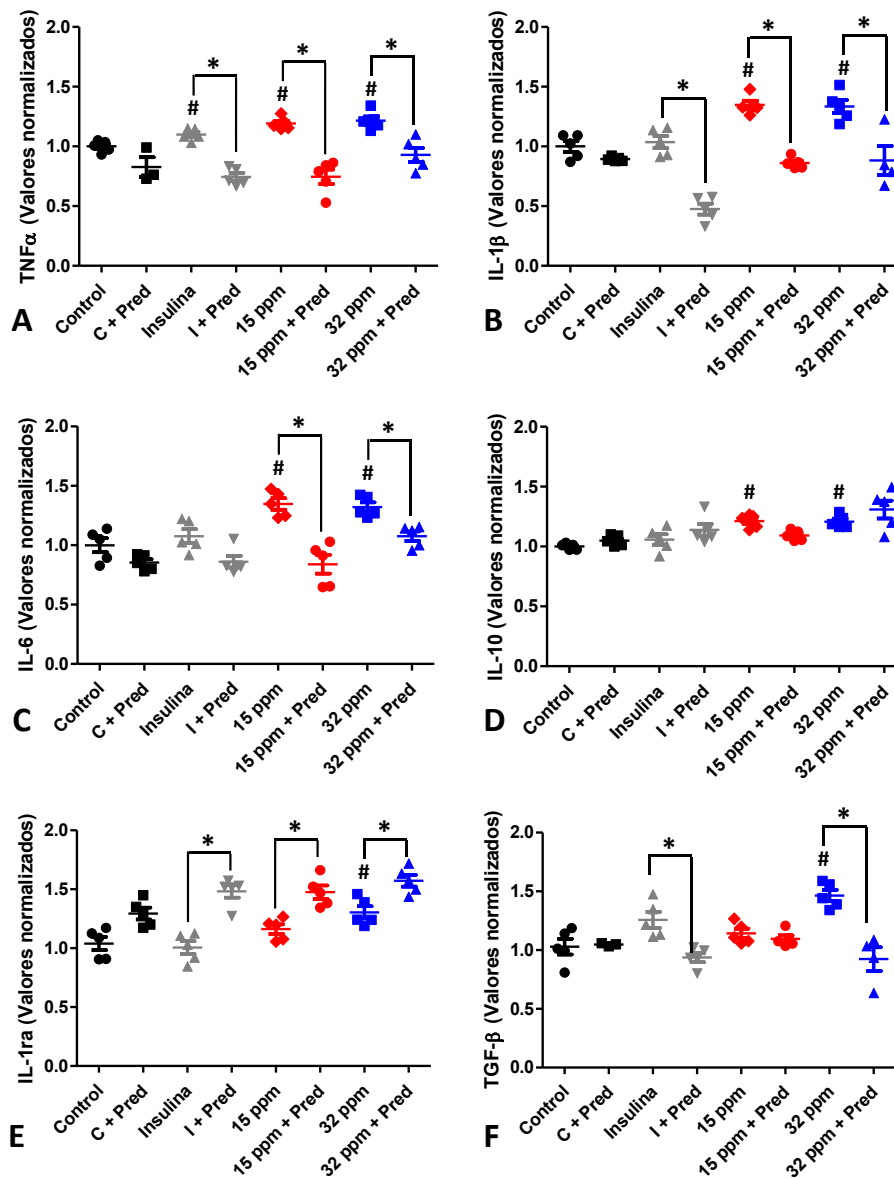 TNFα (Valores normalizados)
2.0
1.5
1.0
0.5
0.0
*
*
*
#
#
#
Control
C + Pred
Insulina
I + Pred
15 ppm
15 ppm + Pred
32 ppm
32 ppm + Pred
A
IL-1β (Valores normalizados)
2.0
1.5
1.0
0.5
0.0
*
*
*
#
#
Control
C + Pred
Insulina
I + Pred
15 ppm
15 ppm + Pred
32 ppm
32 ppm + Pred
B
IL-6 (Valores normalizados)
2.0
1.5
1.0
0.5
0.0
*
*
#
#
Control
C + Pred
Insulina
I + Pred
15 ppm
15 ppm + Pred
32 ppm
32 ppm + Pred
C
IL-10 (Valores normalizados)
2.0
1.5
1.0
0.5
0.0
#
#
Control
C + Pred
Insulina
I + Pred
15 ppm
15 ppm + Pred
32 ppm
32 ppm + Pred
D
IL-1ra (Valores normalizados)
2.0
1.5
1.0
0.5
0.0
*
*
*
#
Control
C + Pred
Insulina
I + Pred
15 ppm
15 ppm + Pred
32 ppm
32 ppm + Pred
E
TGF-β (Valores normalizados)
2.0
1.5
1.0
0.5
0.0
*
*
#
Control
C + Pred
Insulina
I + Pred
15 ppm
15 ppm + Pred
32 ppm
32 ppm + Pred
F